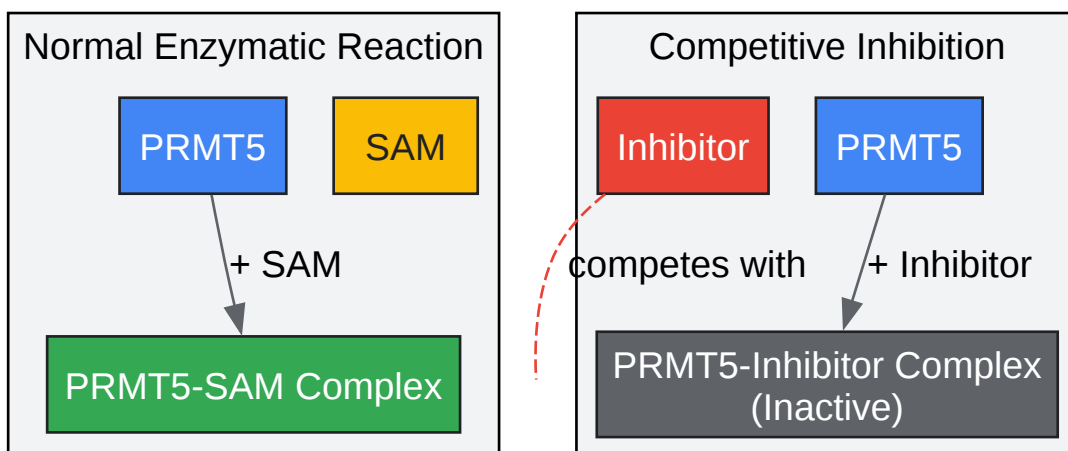 Normal Enzymatic Reaction
PRMT5
SAM
+ SAM
PRMT5-SAM Complex
Competitive Inhibition
Inhibitor
PRMT5
competes with
+ Inhibitor
PRMT5-Inhibitor Complex
(Inactive)